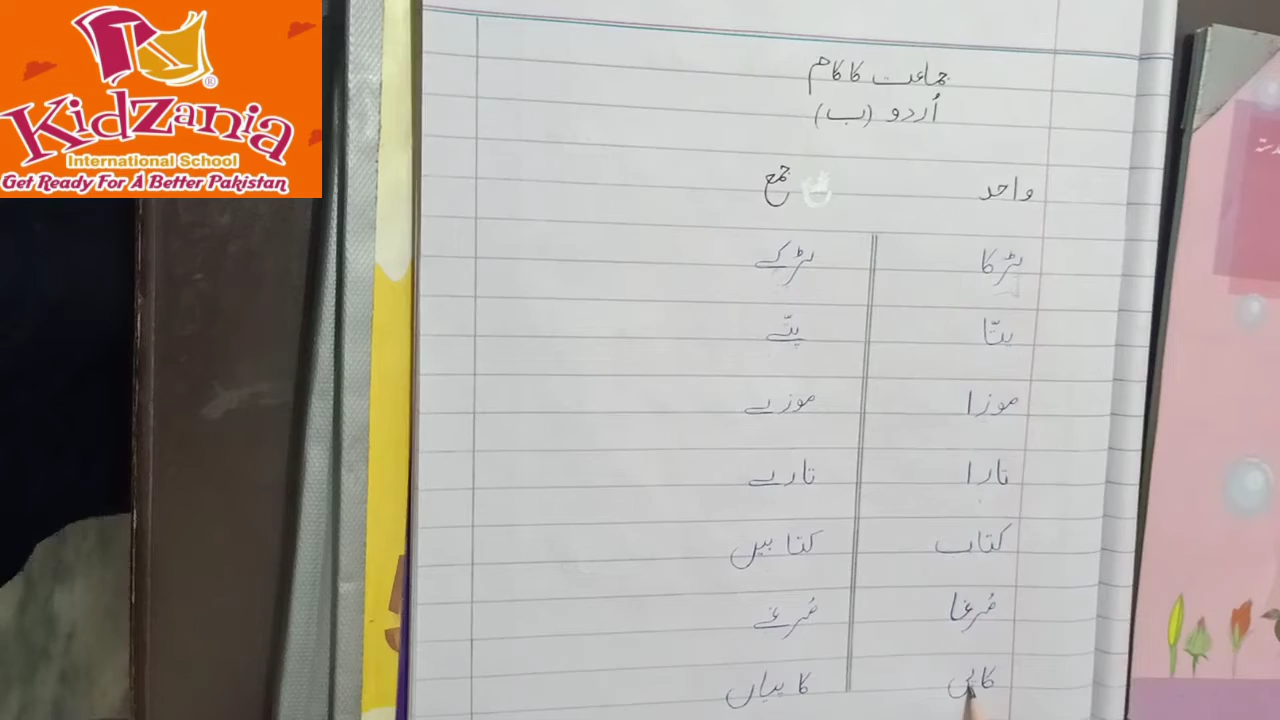 KidZania
International School
Get Ready For A Better Pakistan
جماعت کا کام
اُردو (ب)
واحد جمع
لڑکا لڑکے
پتّا پتّے
موزا موزے
تارا تارے
کتاب کتابیں
مُرغا مُرغے
کاپی کاپیاں